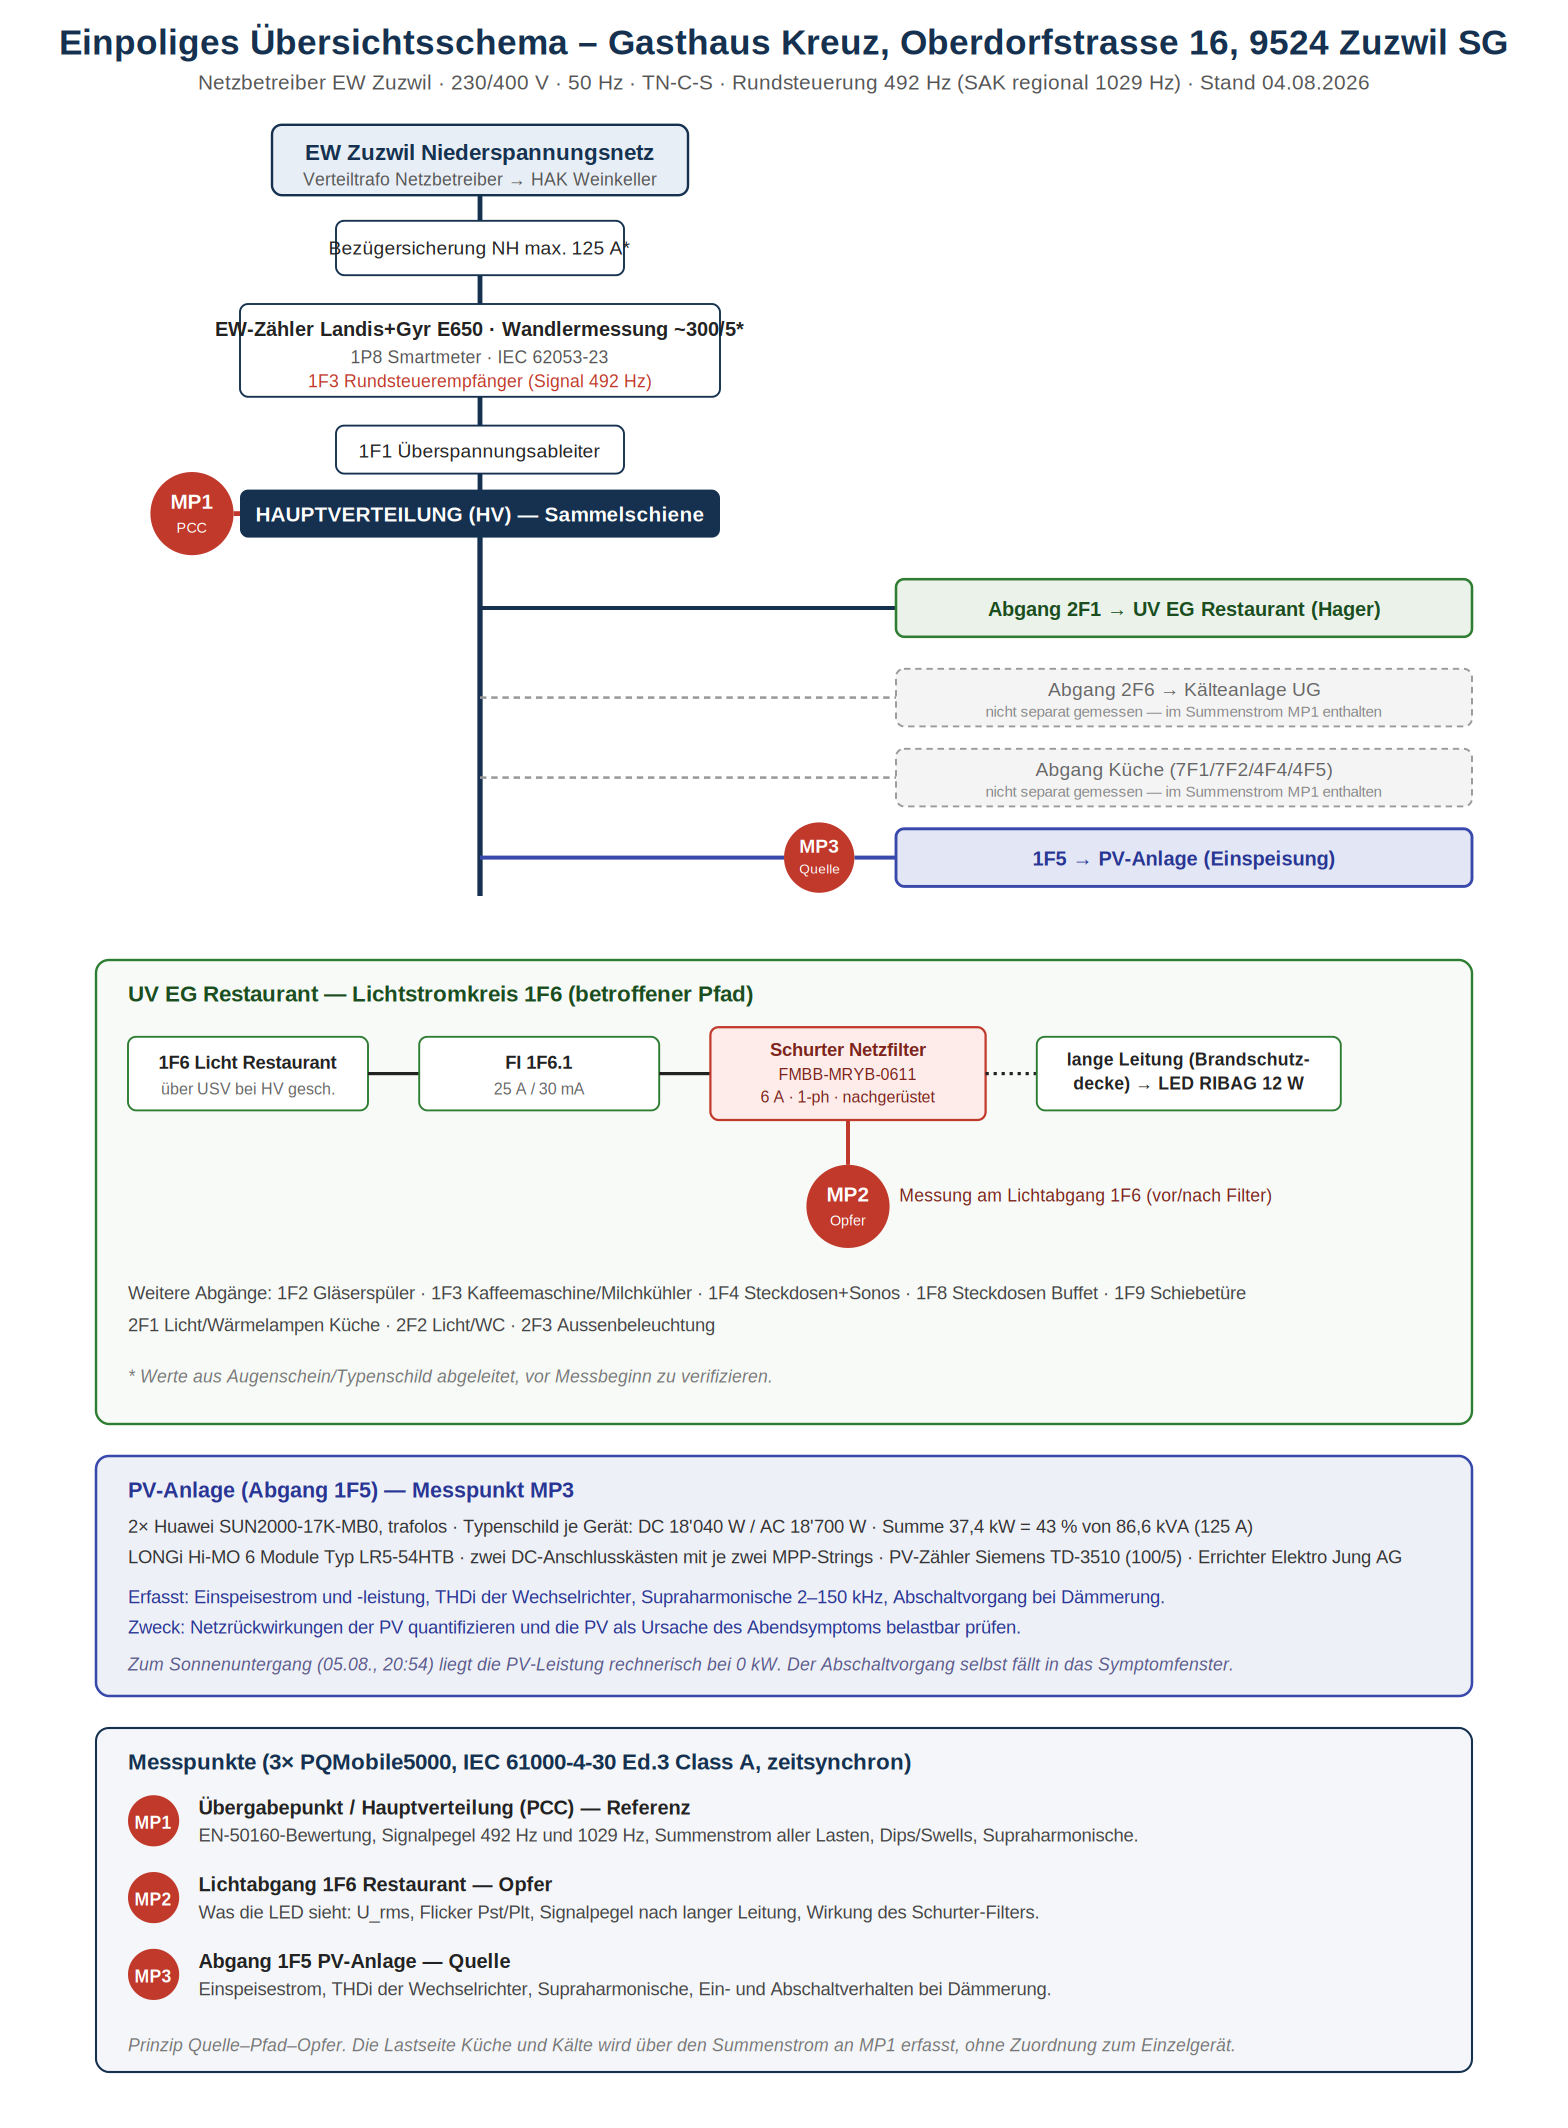 Einpoliges Übersichtsschema – Gasthaus Kreuz, Oberdorfstrasse 16, 9524 Zuzwil SG
Netzbetreiber EW Zuzwil · 230/400 V · 50 Hz · TN-C-S · Rundsteuerung 492 Hz (SAK regional 1029 Hz) · Stand 04.08.2026
EW Zuzwil Niederspannungsnetz
Verteiltrafo Netzbetreiber → HAK Weinkeller
Bezügersicherung NH max. 125 A*
EW-Zähler Landis+Gyr E650 · Wandlermessung ~300/5*
1P8 Smartmeter · IEC 62053-23
1F3 Rundsteuerempfänger (Signal 492 Hz)
1F1 Überspannungsableiter
MP1
PCC
HAUPTVERTEILUNG (HV) — Sammelschiene
Abgang 2F1 → UV EG Restaurant (Hager)
Abgang 2F6 → Kälteanlage UG
nicht separat gemessen — im Summenstrom MP1 enthalten
Abgang Küche (7F1/7F2/4F4/4F5)
nicht separat gemessen — im Summenstrom MP1 enthalten
MP3
Quelle
1F5 → PV-Anlage (Einspeisung)
UV EG Restaurant — Lichtstromkreis 1F6 (betroffener Pfad)
1F6 Licht Restaurant
über USV bei HV gesch.
FI 1F6.1
25 A / 30 mA
Schurter Netzfilter
FMBB-MRYB-0611
6 A · 1-ph · nachgerüstet
lange Leitung (Brandschutz-
decke) → LED RIBAG 12 W
MP2
Opfer
Messung am Lichtabgang 1F6 (vor/nach Filter)
Weitere Abgänge: 1F2 Gläserspüler · 1F3 Kaffeemaschine/Milchkühler · 1F4 Steckdosen+Sonos · 1F8 Steckdosen Buffet · 1F9 Schiebetüre
2F1 Licht/Wärmelampen Küche · 2F2 Licht/WC · 2F3 Aussenbeleuchtung
* Werte aus Augenschein/Typenschild abgeleitet, vor Messbeginn zu verifizieren.
PV-Anlage (Abgang 1F5) — Messpunkt MP3
2× Huawei SUN2000-17K-MB0, trafolos · Typenschild je Gerät: DC 18'040 W / AC 18'700 W · Summe 37,4 kW = 43 % von 86,6 kVA (125 A)
LONGi Hi-MO 6 Module Typ LR5-54HTB · zwei DC-Anschlusskästen mit je zwei MPP-Strings · PV-Zähler Siemens TD-3510 (100/5) · Errichter Elektro Jung AG
Erfasst: Einspeisestrom und -leistung, THDi der Wechselrichter, Supraharmonische 2–150 kHz, Abschaltvorgang bei Dämmerung.
Zweck: Netzrückwirkungen der PV quantifizieren und die PV als Ursache des Abendsymptoms belastbar prüfen.
Zum Sonnenuntergang (05.08., 20:54) liegt die PV-Leistung rechnerisch bei 0 kW. Der Abschaltvorgang selbst fällt in das Symptomfenster.
Messpunkte (3× PQMobile5000, IEC 61000-4-30 Ed.3 Class A, zeitsynchron)
MP1
Übergabepunkt / Hauptverteilung (PCC) — Referenz
EN-50160-Bewertung, Signalpegel 492 Hz und 1029 Hz, Summenstrom aller Lasten, Dips/Swells, Supraharmonische.
MP2
Lichtabgang 1F6 Restaurant — Opfer
Was die LED sieht: U_rms, Flicker Pst/Plt, Signalpegel nach langer Leitung, Wirkung des Schurter-Filters.
MP3
Abgang 1F5 PV-Anlage — Quelle
Einspeisestrom, THDi der Wechselrichter, Supraharmonische, Ein- und Abschaltverhalten bei Dämmerung.
Prinzip Quelle–Pfad–Opfer. Die Lastseite Küche und Kälte wird über den Summenstrom an MP1 erfasst, ohne Zuordnung zum Einzelgerät.